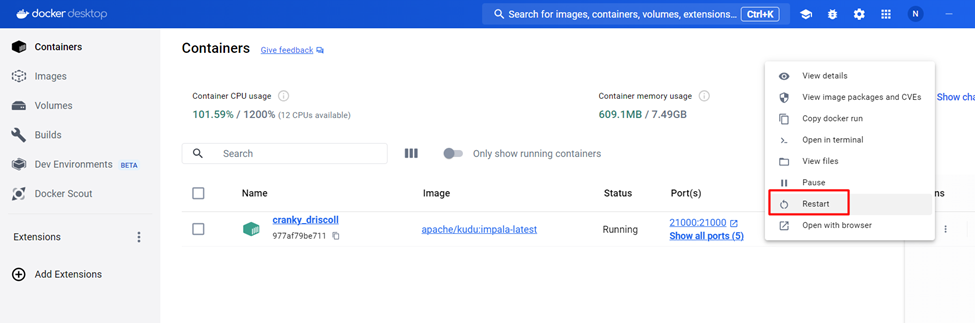 docker desktop
Search for images, containers, volumes, extensions... Ctrl+K
N
Containers
Images
Volumes
Builds
Dev Environments BETA
Docker Scout
Extensions
Add Extensions
Containers Give feedback
Container CPU usage
101.59% / 1200% (12 CPUs available)
Container memory usage
609.1MB / 7.49GB
Show cha
Search
Only show running containers
Name Image Status Port(s)
cranky_driscoll
977af79be711
apache/kudu:impala-latest
Running
21000:21000
Show all ports (5)
View details
View image packages and CVEs
Copy docker run
Open in terminal
View files
Pause
Restart
Open with browser
ns